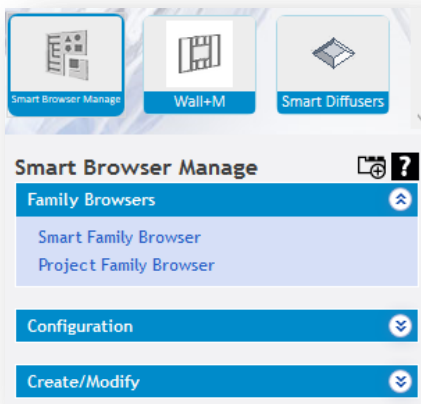 Smart Browser Manage
Wall+M
Smart Diffusers
Smart Browser Manage
?
Family Browsers
Smart Family Browser
Project Family Browser
Configuration
Create/Modify